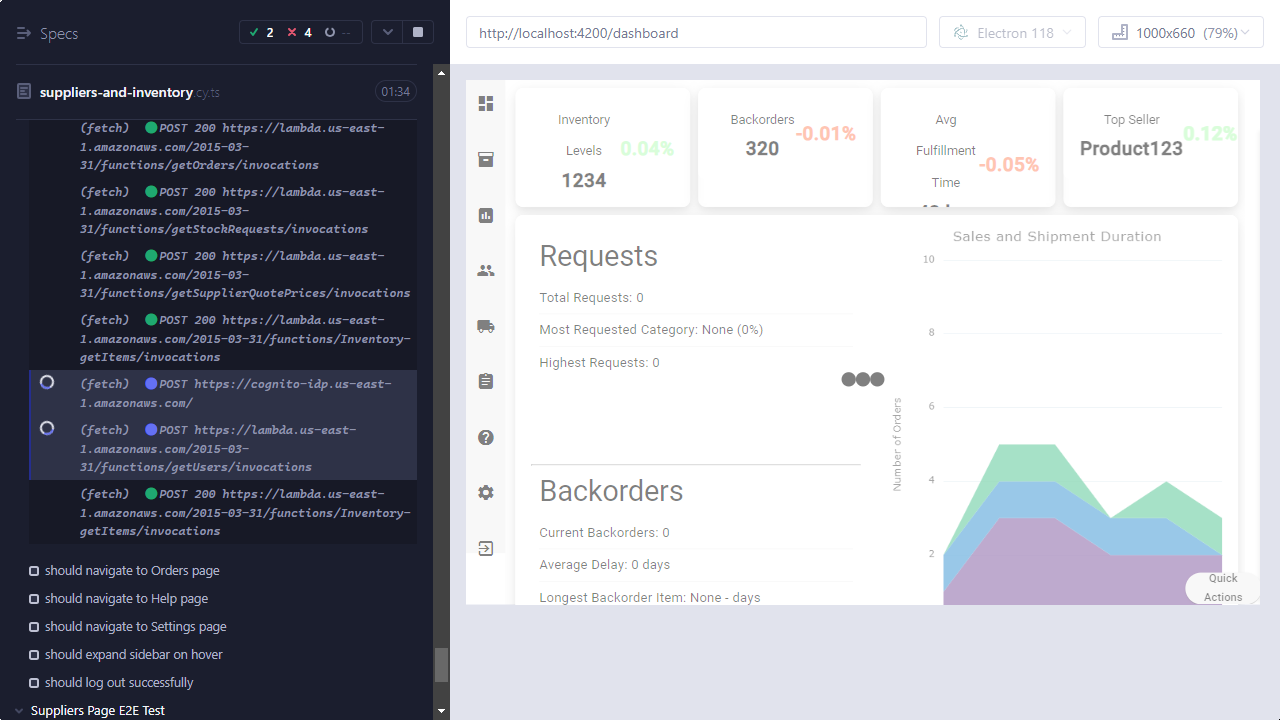 Specs
2
4
--
suppliers-and-inventory.cy.ts
01:34
(fetch) POST 200 https://lambda.us-east-
1.amazonaws.com/2015-03-
31/functions/getOrders/invocations
(fetch) POST 200 https://lambda.us-east-
1.amazonaws.com/2015-03-
31/functions/getStockRequests/invocations
(fetch) POST 200 https://lambda.us-east-
1.amazonaws.com/2015-03-
31/functions/getSupplierQuotePrices/invocations
(fetch) POST 200 https://lambda.us-east-
1.amazonaws.com/2015-03-31/functions/Inventory-
getItems/invocations
(fetch) POST https://cognito-idp.us-east-
1.amazonaws.com/
(fetch) POST https://lambda.us-east-
1.amazonaws.com/2015-03-
31/functions/getUsers/invocations
(fetch) POST 200 https://lambda.us-east-
1.amazonaws.com/2015-03-31/functions/Inventory-
getItems/invocations
should navigate to Orders page
should navigate to Help page
should navigate to Settings page
should expand sidebar on hover
should log out successfully
Suppliers Page E2E Test
http://localhost:4200/dashboard
Electron 118
1000x660 (79%)
Inventory
Levels
1234
0.04%
Backorders
320
-0.01%
Avg
Fulfillment
Time
-0.05%
Top Seller
Product123
0.12%
Requests
Total Requests: 0
Most Requested Category: None (0%)
Highest Requests: 0
Backorders
Current Backorders: 0
Average Delay: 0 days
Longest Backorder Item: None - days
Sales and Shipment Duration
Number of Orders
10
8
6
4
2
Quick
Actions